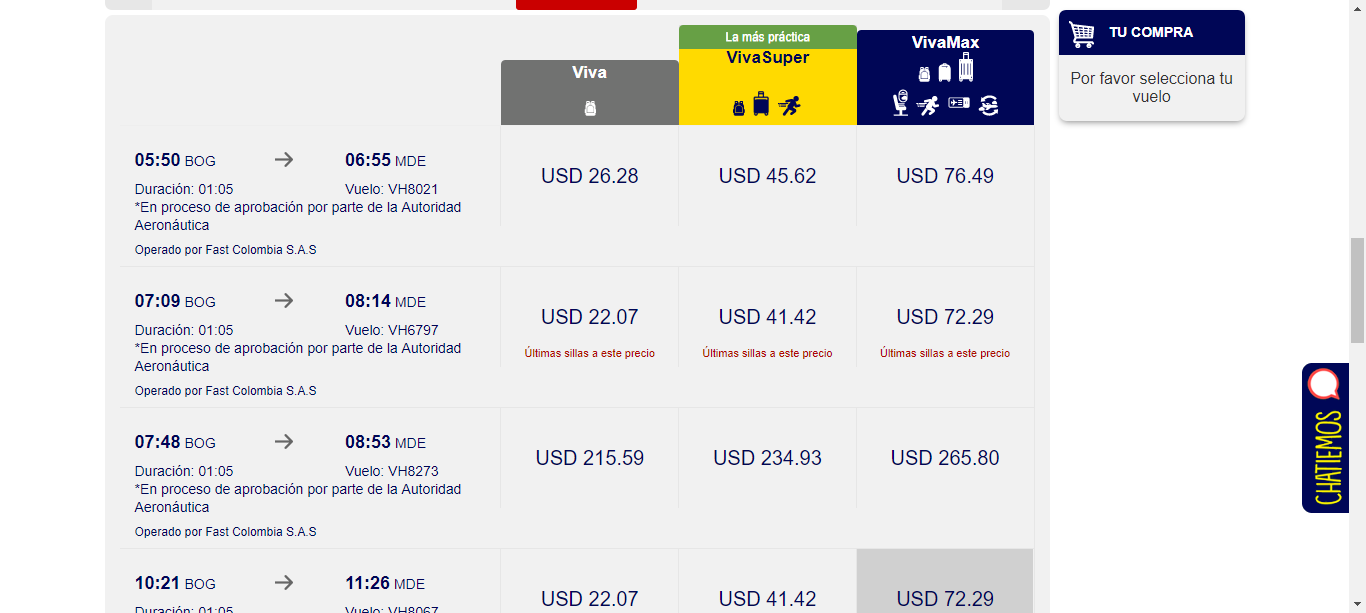 La más práctica
Viva
VivaSuper
VivaMax
TU COMPRA
Por favor selecciona tu
vuelo
05:50 BOG
06:55 MDE
USD 26.28
USD 45.62
USD 76.49
Duración: 01:05
Vuelo: VH8021
*En proceso de aprobación por parte de la Autoridad
Aeronáutica
Operado por Fast Colombia S.A.S
07:09 BOG
08:14 MDE
USD 22.07
USD 41.42
USD 72.29
Duración: 01:05
Vuelo: VH6797
Últimas sillas a este precio
Últimas sillas a este precio
Últimas sillas a este precio
*En proceso de aprobación por parte de la Autoridad
Aeronáutica
Operado por Fast Colombia S.A.S
07:48 BOG
08:53 MDE
USD 215.59
USD 234.93
USD 265.80
Duración: 01:05
Vuelo: VH8273
*En proceso de aprobación por parte de la Autoridad
Aeronáutica
Operado por Fast Colombia S.A.S
10:21 BOG
11:26 MDE
USD 22.07
USD 41.42
USD 72.29
Duración: 01:05
Vuelo: VH8067
CHATIEMOS